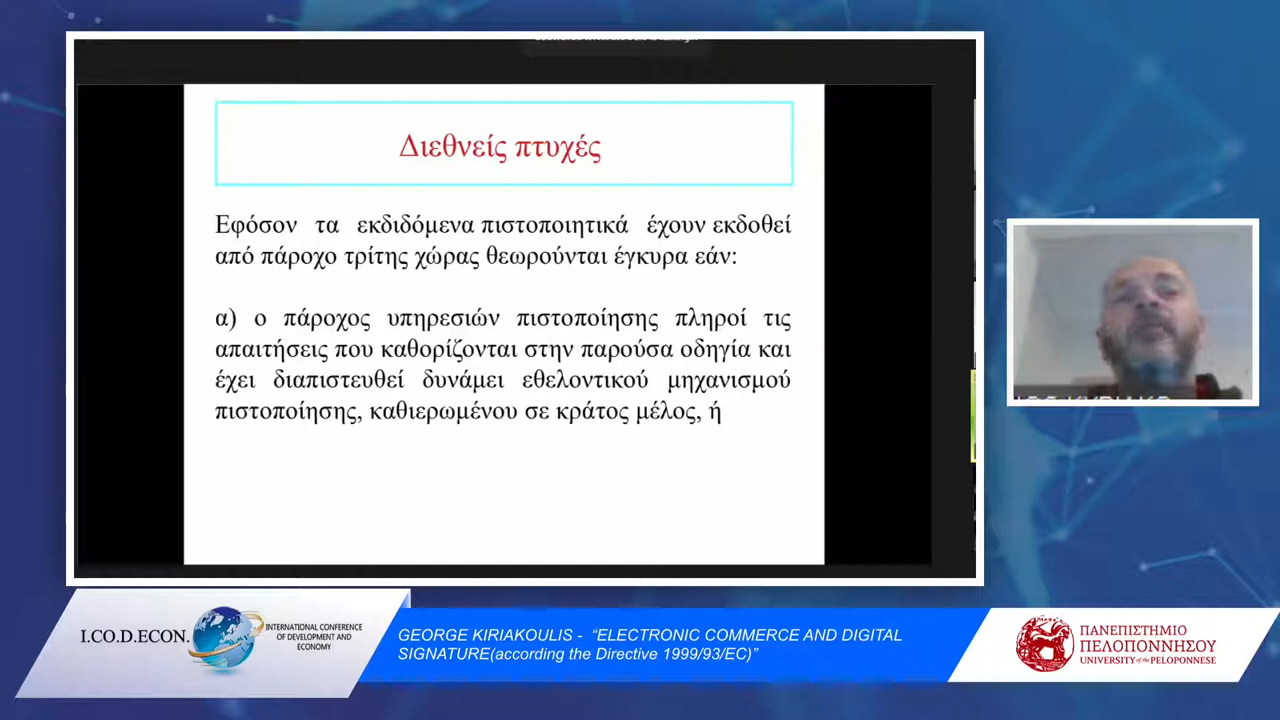 Διεθνείς πτυχές
Εφόσον τα εκδιδόμενα πιστοποιητικά έχουν εκδοθεί
από πάροχο τρίτης χώρας θεωρούνται έγκυρα εάν:
α) ο πάροχος υπηρεσιών πιστοποίησης πληροί τις
απαιτήσεις που καθορίζονται στην παρούσα οδηγία και
έχει διαπιστευθεί δυνάμει εθελοντικού μηχανισμού
πιστοποίησης, καθιερωμένου σε κράτος μέλος, ή
I.CO.D.ECON.
INTERNATIONAL CONFERENCE
OF DEVELOPMENT AND
ECONOMY
GEORGE KIRIAKOULIS - “ELECTRONIC COMMERCE AND DIGITAL
SIGNATURE(according the Directive 1999/93/EC)”
ΠΑΝΕΠΙΣΤΗΜΙΟ
ΠΕΛΟΠΟΝΝΗΣΟΥ
UNIVERSITY of the PELOPONNESE